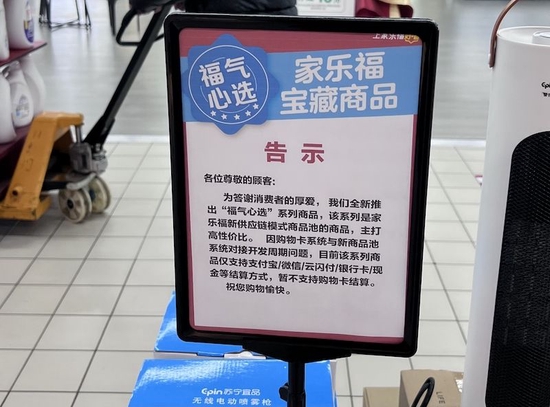 上家乐福
福气
心选
家乐福
宝藏商品
告示
各位尊敬的顾客:
为答谢消费者的厚爱， 我们全新推
出“福气心选”系列商品，该系列是家
乐福新供应链模式商品池的商品，主打
高性价比。 因购物卡系统与新商品池
系统对接开发周期问题，目前该系列商
品仅支持支付宝/微信/云闪付/银行卡/现
金等结算方式，暂不支持购物卡结算。
祝您购物愉快。
Cpin
Cpin 苏宁宜品
无线电动喷雾枪
LIFE